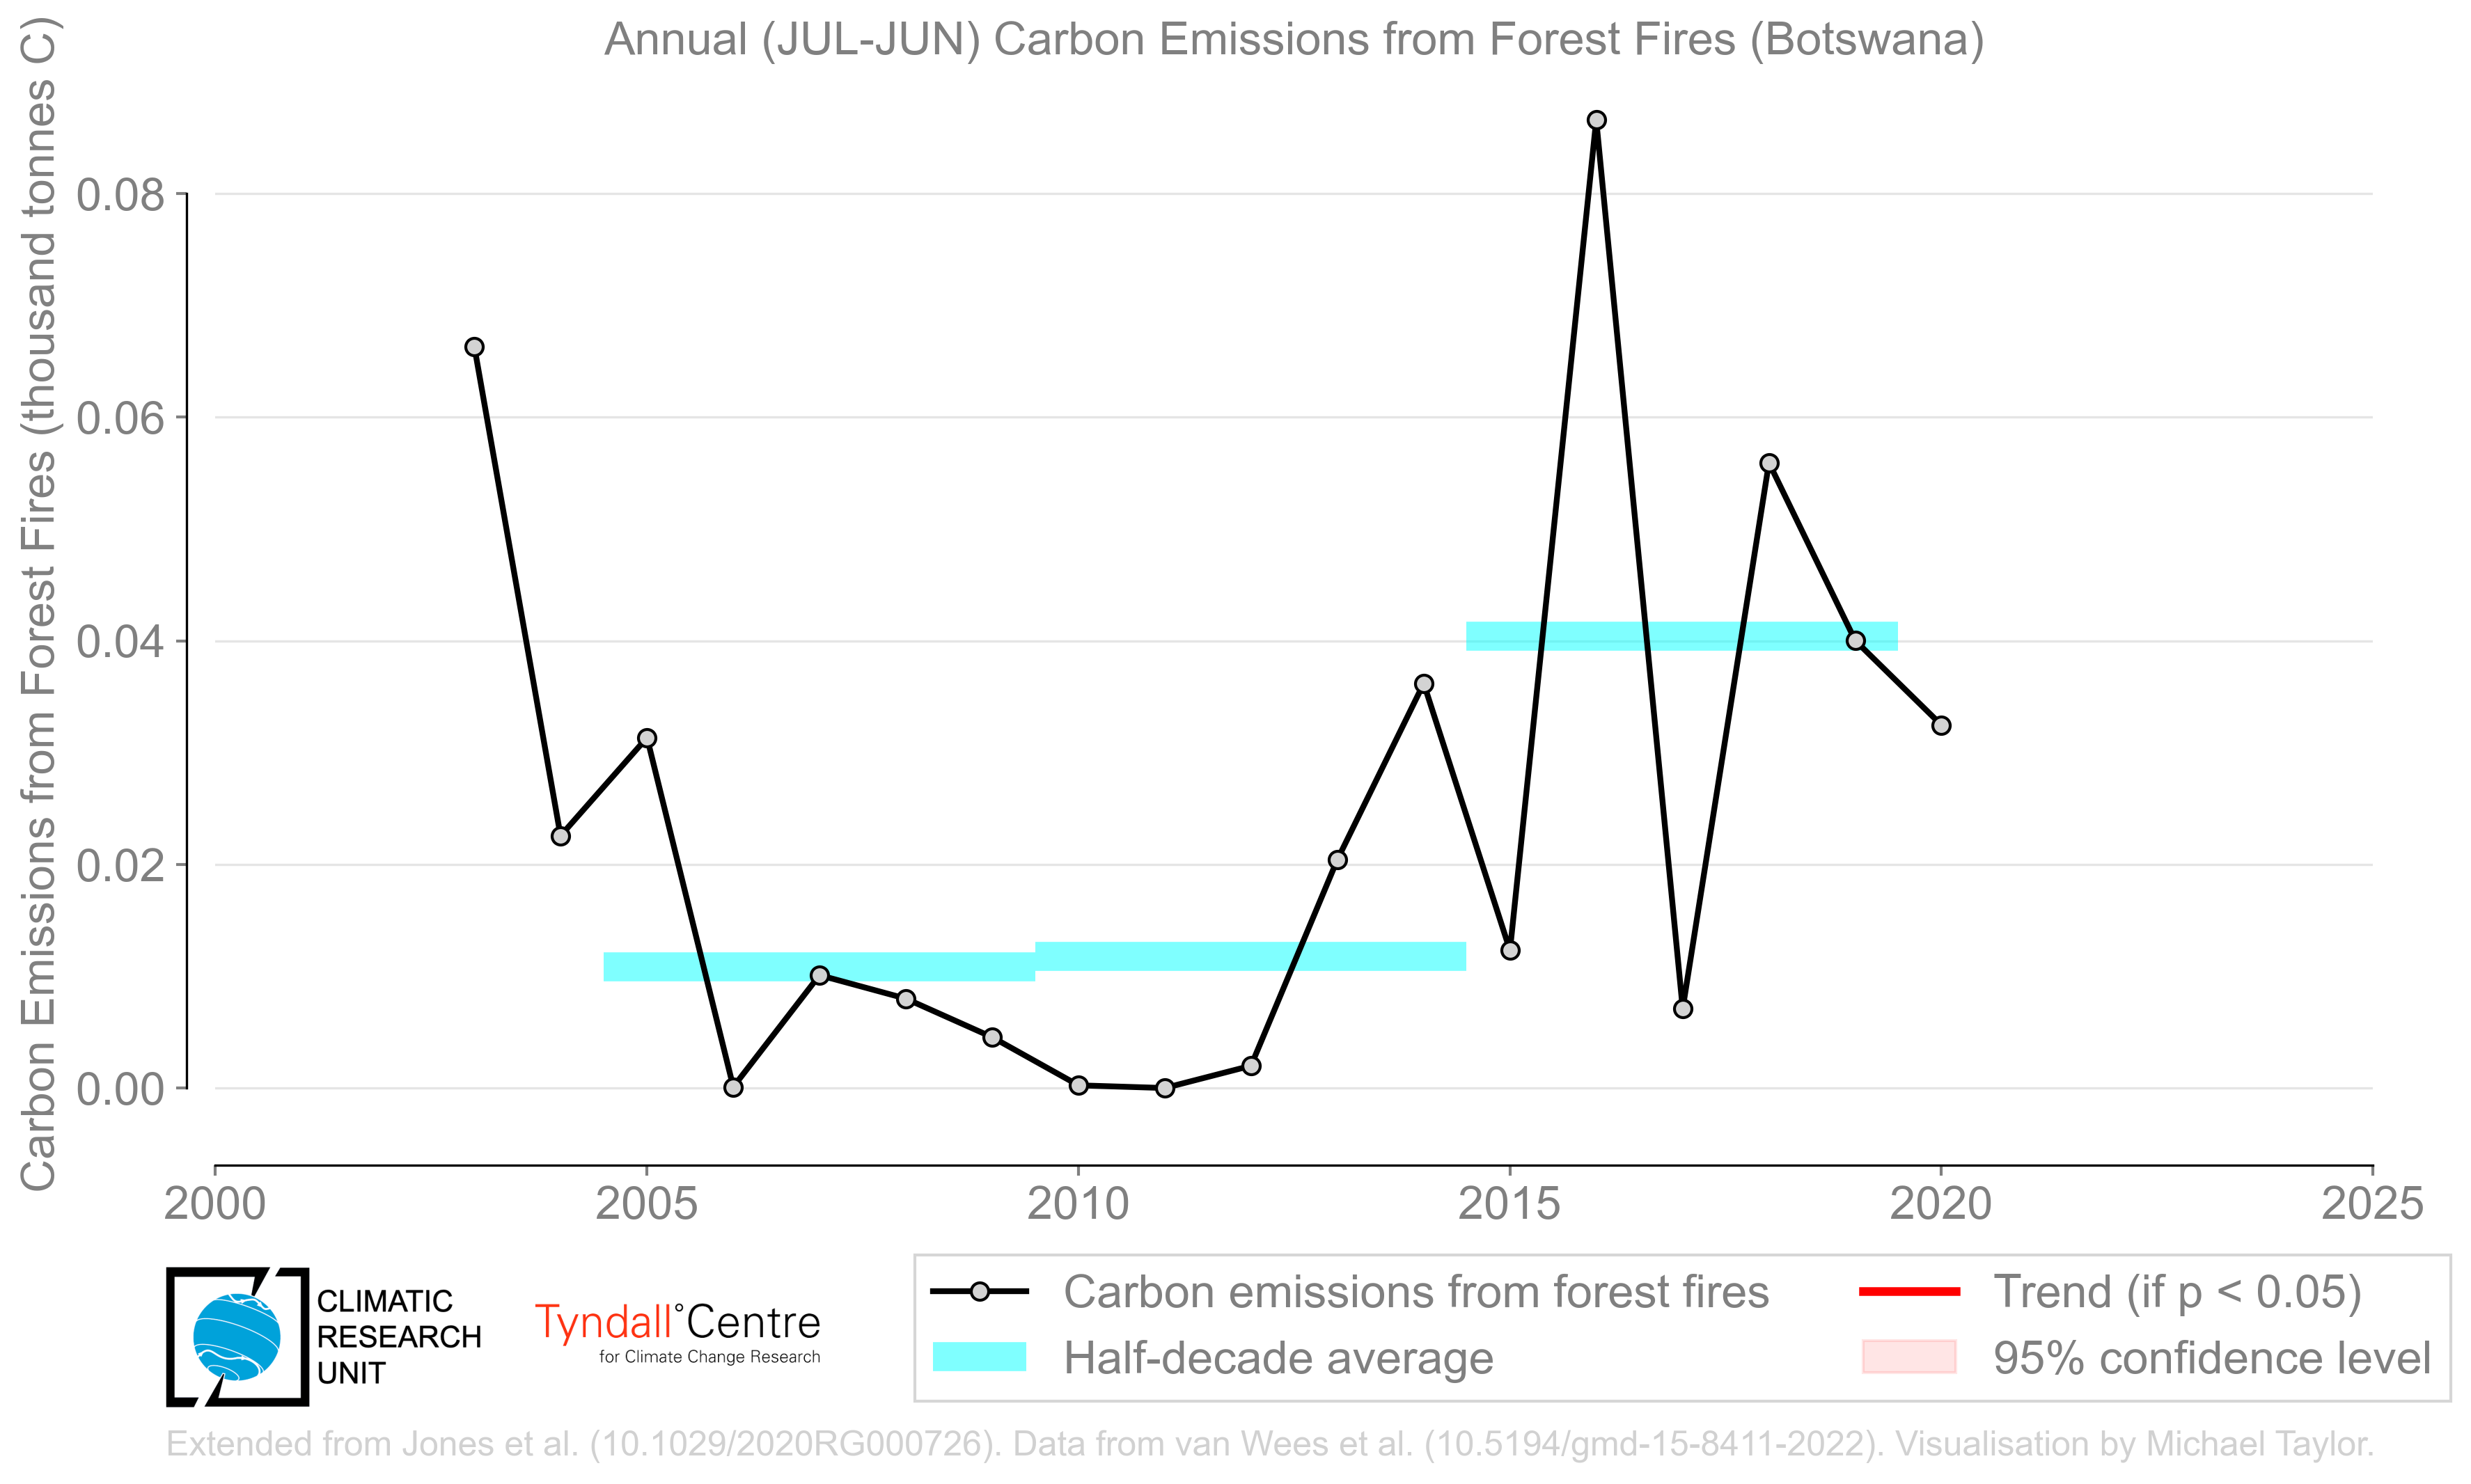 Annual (JUL-JUN) Carbon Emissions from Forest Fires (Botswana)
Carbon Emissions from Forest Fires (thousand tonnes C)
0.08
0.06
0.04
0.02
0.00
2000 2005 2010 2015 2020 2025
CLIMATIC
RESEARCH
UNIT
Tyndall°Centre
for Climate Change Research
Carbon emissions from forest fires
Half-decade average
Trend (if p < 0.05)
95% confidence level
Extended from Jones et al. (10.1029/2020RG000726). Data from van Wees et al. (10.5194/gmd-15-8411-2022). Visualisation by Michael Taylor.